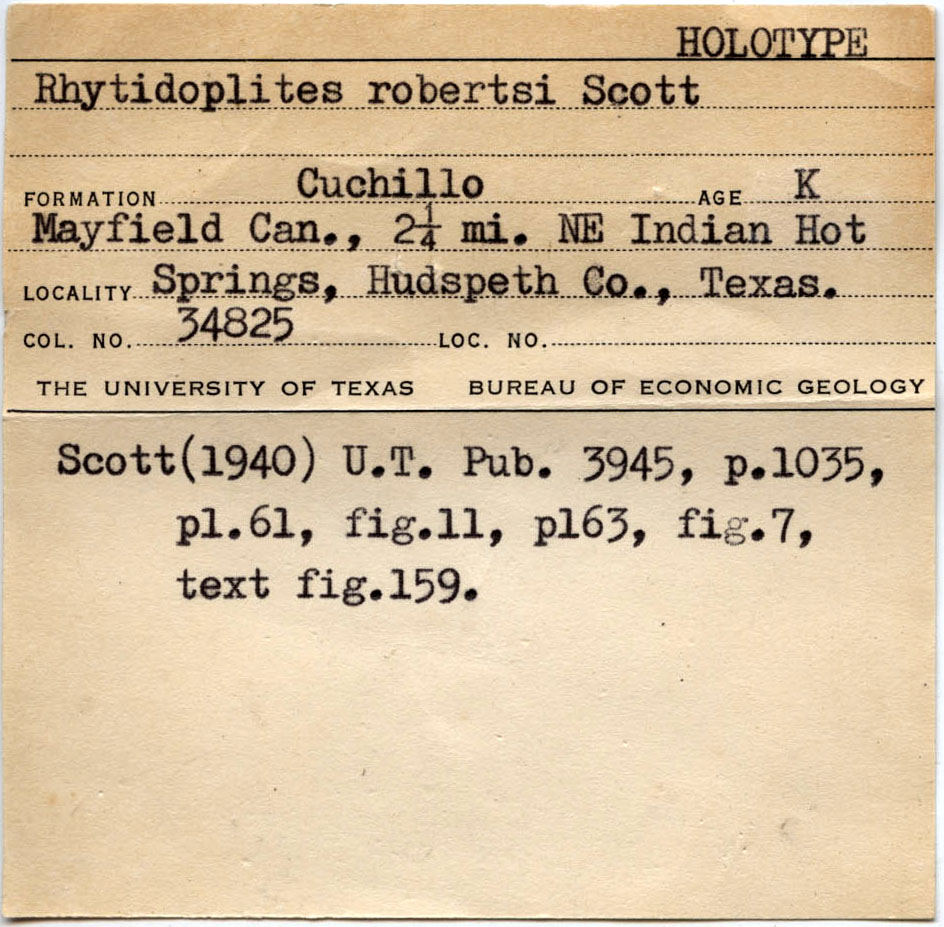 HOLOTYPE
Rhytidoplites robertsi Scott
FORMATION Cuchillo AGE K
Mayfield Can., 2¼ mi. NE Indian Hot
LOCALITY Springs, Hudspeth Co., Texas.
COL. NO. 34825 LOC. NO.
THE UNIVERSITY OF TEXAS BUREAU OF ECONOMIC GEOLOGY
Scott(1940) U.T. Pub. 3945, p.1035,
pl.61, fig.11, pl63, fig.7,
text fig.159.